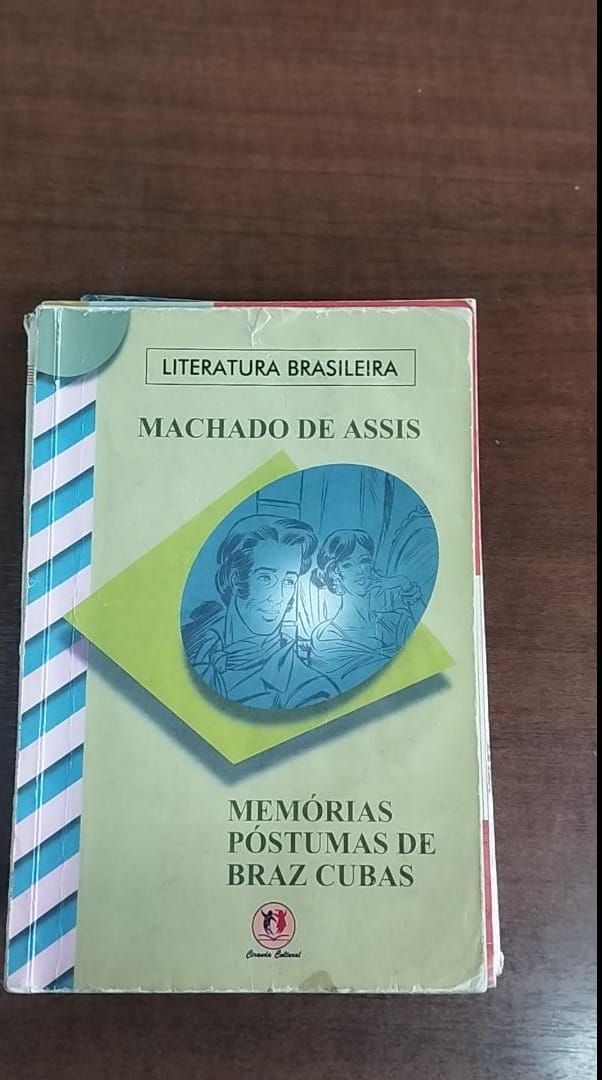 LITERATURA BRASILEIRA
MACHADO DE ASSIS
MEMÓRIAS
PÓSTUMAS DE
BRAZ CUBAS
Ciranda Cultural